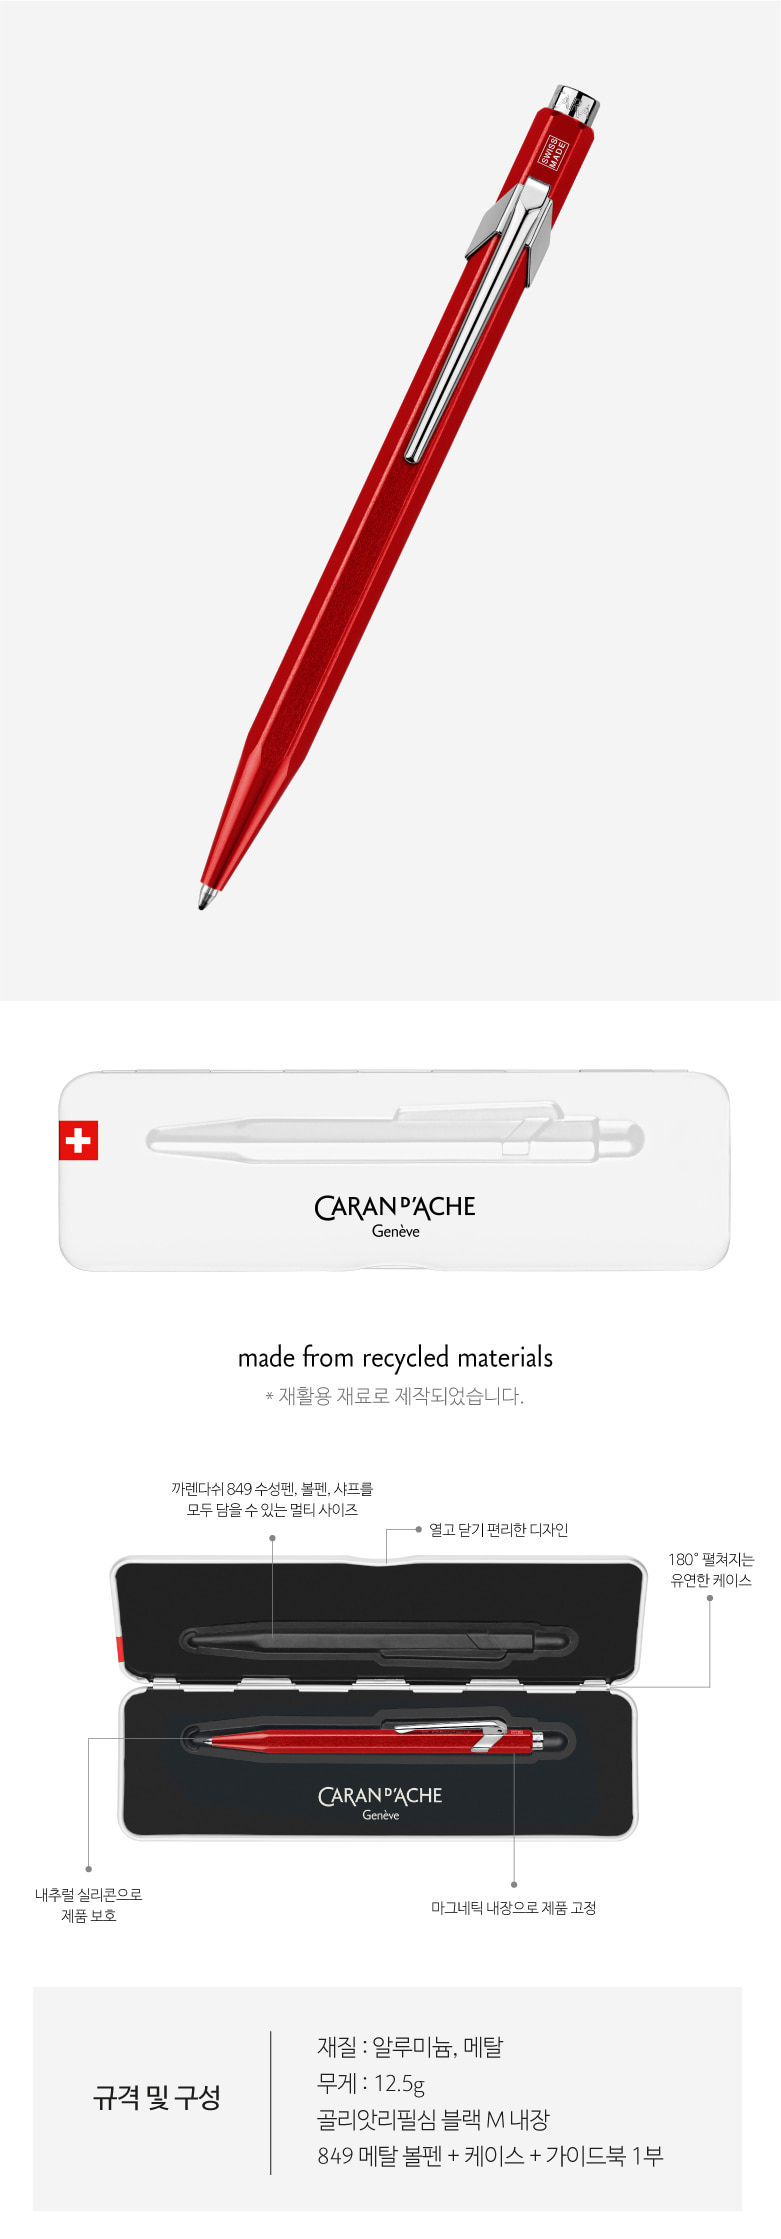 SWISS
MADE
CARAN D'ACHE
Genève
made from recycled materials
* 재활용 재료로 제작되었습니다.
까렌다쉬 849 수성펜, 볼펜, 샤프를
모두 담을 수 있는 멀티 사이즈
열고 닫기 편리한 디자인
180° 펼쳐지는
유연한 케이스
CARAN D'ACHE
Genève
내추럴 실리콘으로
제품 보호
마그네틱 내장으로 제품 고정
규격 및 구성
재질 : 알루미늄, 메탈
무게 : 12.5g
골리앗리필심 블랙 M 내장
849 메탈 볼펜 + 케이스 + 가이드북 1부